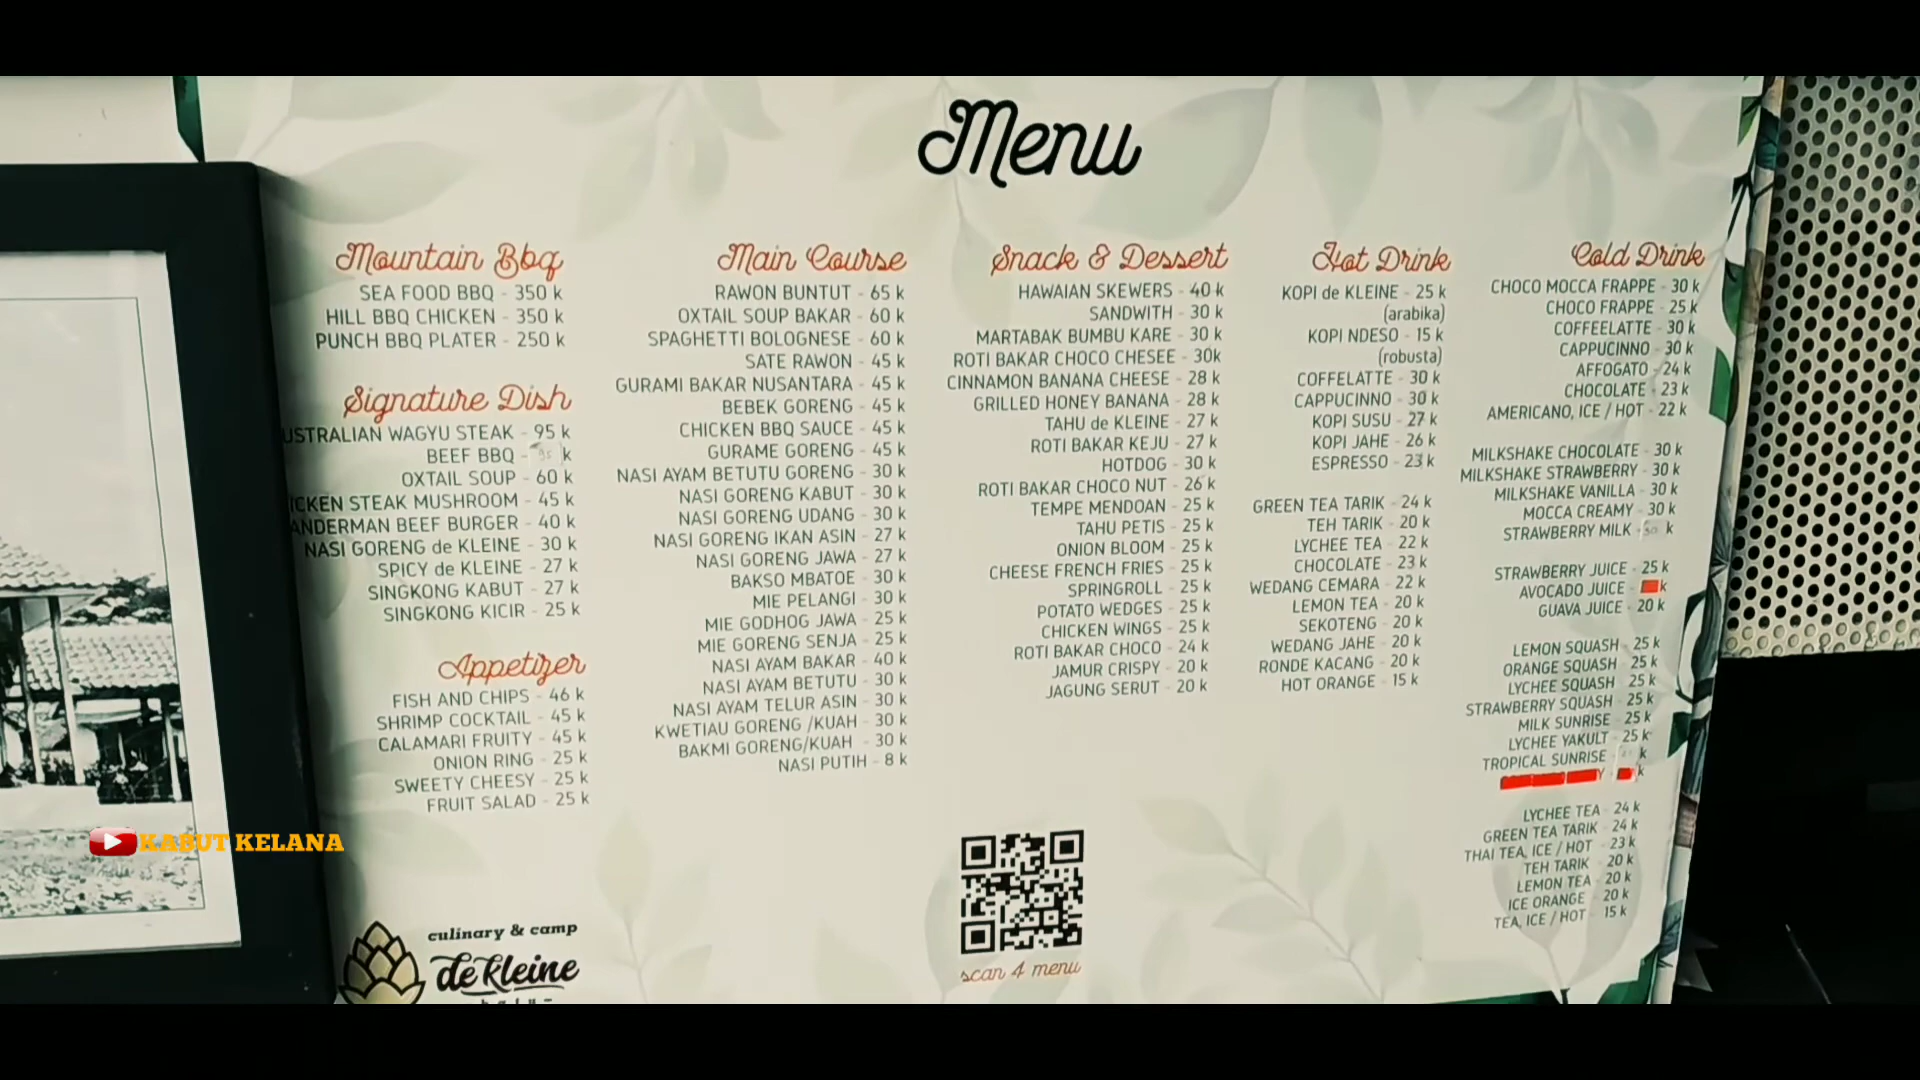 Menu
Mountain Bbq
SEA FOOD BBQ - 350 k
HILL BBQ CHICKEN - 350 k
PUNCH BBQ PLATER - 250 k
Signature Dish
USTRALIAN WAGYU STEAK - 95 k
BEEF BBQ - k
OXTAIL SOUP - 60 k
ICKEN STEAK MUSHROOM - 45 k
ANDERMAN BEEF BURGER - 40 k
NASI GORENG de KLEINE - 30 k
SPICY de KLEINE - 27 k
SINGKONG KABUT - 27 k
SINGKONG KICIR - 25 k
Appetizer
FISH AND CHIPS - 46 k
SHRIMP COCKTAIL - 45 k
CALAMARI FRUITY - 45 k
ONION RING - 25 k
SWEETY CHEESY - 25 k
FRUIT SALAD - 25 k
Main Course
RAWON BUNTUT - 65 k
OXTAIL SOUP BAKAR - 60 k
SPAGHETTI BOLOGNESE - 60 k
SATE RAWON - 45 k
GURAMI BAKAR NUSANTARA - 45 k
BEBEK GORENG - 45 k
CHICKEN BBQ SAUCE - 45 k
GURAME GORENG - 45 k
NASI AYAM BETUTU GORENG - 30 k
NASI GORENG KABUT - 30 k
NASI GORENG UDANG - 30 k
NASI GORENG IKAN ASIN - 27 k
NASI GORENG JAWA - 27 k
BAKSO MBATOE - 30 k
MIE PELANGI - 30 k
MIE GODHOG JAWA - 25 k
MIE GORENG SENJA - 25 k
NASI AYAM BAKAR - 40 k
NASI AYAM BETUTU - 30 k
NASI AYAM TELUR ASIN - 30 k
KWETIAU GORENG /KUAH - 30 k
BAKMI GORENG/KUAH - 30 k
NASI PUTIH - 8 k
Snack & Dessert
HAWAIAN SKEWERS - 40 k
SANDWITH - 30 k
MARTABAK BUMBU KARE - 30 k
ROTI BAKAR CHOCO CHESEE - 30k
CINNAMON BANANA CHEESE - 28 k
GRILLED HONEY BANANA - 28 k
TAHU de KLEINE - 27 k
ROTI BAKAR KEJU - 27 k
HOTDOG - 30 k
ROTI BAKAR CHOCO NUT - 26 k
TEMPE MENDOAN - 25 k
TAHU PETIS - 25 k
ONION BLOOM - 25 k
CHEESE FRENCH FRIES - 25 k
SPRINGROLL - 25 k
POTATO WEDGES - 25 k
CHICKEN WINGS - 25 k
ROTI BAKAR CHOCO - 24 k
JAMUR CRISPY - 20 k
JAGUNG SERUT - 20 k
Hot Drink
KOPI de KLEINE - 25 k
(arabika)
KOPI NDESO - 15 k
(robusta)
COFFELATTE - 30 k
CAPPUCINNO - 30 k
KOPI SUSU - 27 k
KOPI JAHE - 26 k
ESPRESSO - 23 k
GREEN TEA TARIK - 24 k
TEH TARIK - 20 k
LYCHEE TEA - 22 k
CHOCOLATE - 23 k
WEDANG CEMARA - 22 k
LEMON TEA - 20 k
SEKOTENG - 20 k
WEDANG JAHE - 20 k
RONDE KACANG - 20 k
HOT ORANGE - 15 k
Cold Drink
CHOCO MOCCA FRAPPE - 30 k
CHOCO FRAPPE - 25 k
COFFEELATTE - 30 k
CAPPUCINNO - 30 k
AFFOGATO - 24 k
CHOCOLATE - 23 k
AMERICANO, ICE / HOT - 22 k
MILKSHAKE CHOCOLATE - 30 k
MILKSHAKE STRAWBERRY - 30 k
MILKSHAKE VANILLA - 30 k
MOCCA CREAMY - 30 k
STRAWBERRY MILK - k
STRAWBERRY JUICE - 25 k
AVOCADO JUICE - k
GUAVA JUICE - 20 k
LEMON SQUASH - 25 k
ORANGE SQUASH - 25 k
LYCHEE SQUASH - 25 k
STRAWBERRY SQUASH - 25 k
MILK SUNRISE - 25 k
LYCHEE YAKULT - 25 k
TROPICAL SUNRISE - k
Y - k
LYCHEE TEA - 24 k
GREEN TEA TARIK - 24 k
THAI TEA, ICE / HOT - 23 k
TEH TARIK - 20 k
LEMON TEA - 20 k
ICE ORANGE - 20 k
TEA, ICE / HOT - 15 k
scan 4 menu
culinary & camp
de kleine
KABUT KELANA